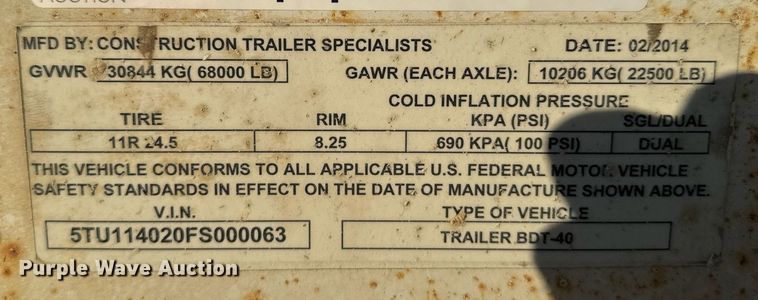 AUCTION
MFD BY: CONSTRUCTION TRAILER SPECIALISTS DATE: 02/2014
GVWR 30844 KG( 68000 LB) GAWR (EACH AXLE): 10206 KG( 22500 LB)
COLD INFLATION PRESSURE
TIRE RIM KPA (PSI) SGL/DUAL
11R 24.5 8.25 690 KPA( 100 PSI) DUAL
THIS VEHICLE CONFORMS TO ALL APPLICABLE U.S. FEDERAL MOTOR VEHICLE
SAFETY STANDARDS IN EFFECT ON THE DATE OF MANUFACTURE SHOWN ABOVE.
V.I.N. TYPE OF VEHICLE
5TU114020FS000063 TRAILER BDT-40
Purple Wave Auction